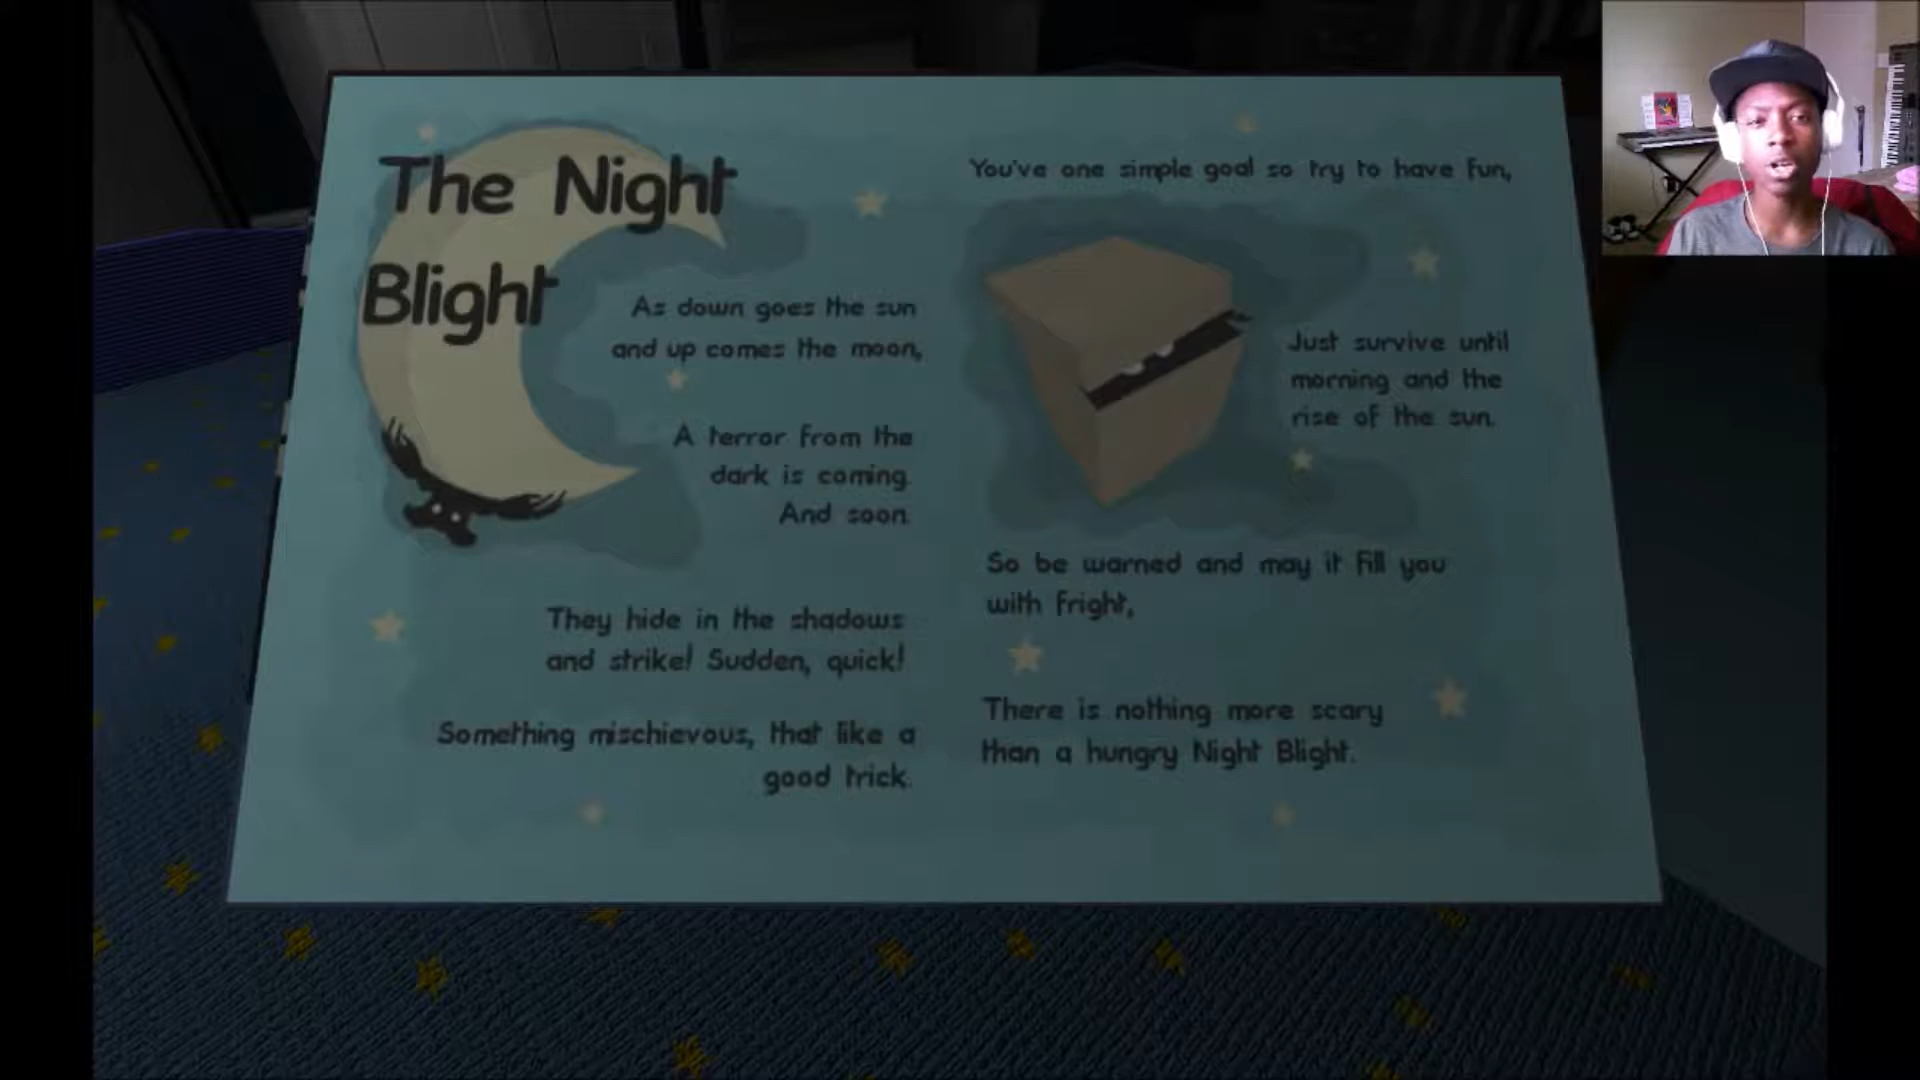 The Night
Blight
As down goes the sun
and up comes the moon,
A terror from the
dark is coming.
And soon.
They hide in the shadows
and strike! Sudden, quick!
Something mischievous, that like a
good trick.
You've one simple goal so try to have fun,
Just survive until
morning and the
rise of the sun.
So be warned and may it fill you
with fright,
There is nothing more scary
than a hungry Night Blight.